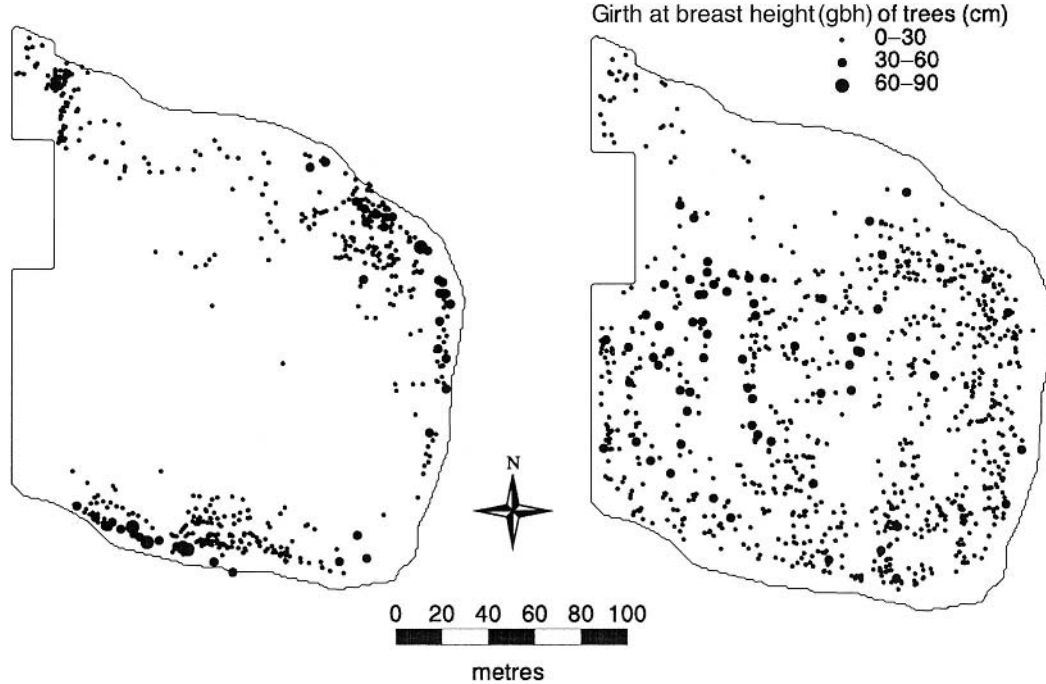 Girth at breast height (gbh) of trees (cm)
0–30
30–60
60–90
N
0 20 40 60 80 100
metres